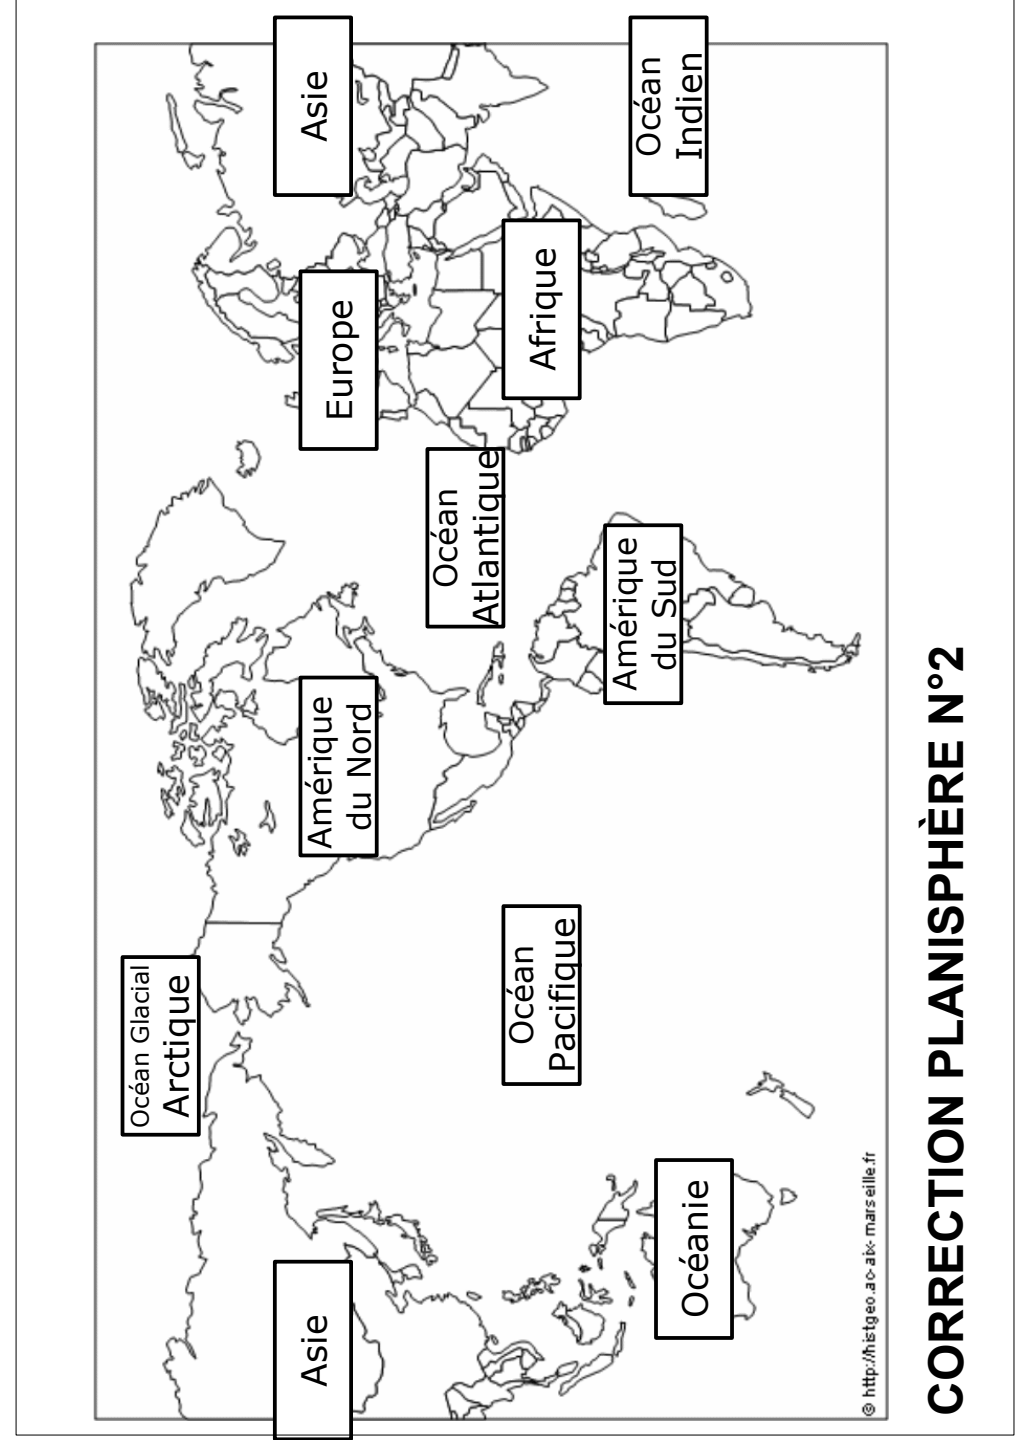 Océan Glacial
Arctique
Asie
Amérique
du Nord
Europe
Asie
Océan
Pacifique
Océan
Atlantique
Afrique
Océanie
Amérique
du Sud
Océan
Indien
© http://histgeo.ac-aix-marseille.fr
CORRECTION PLANISPHÈRE N°2